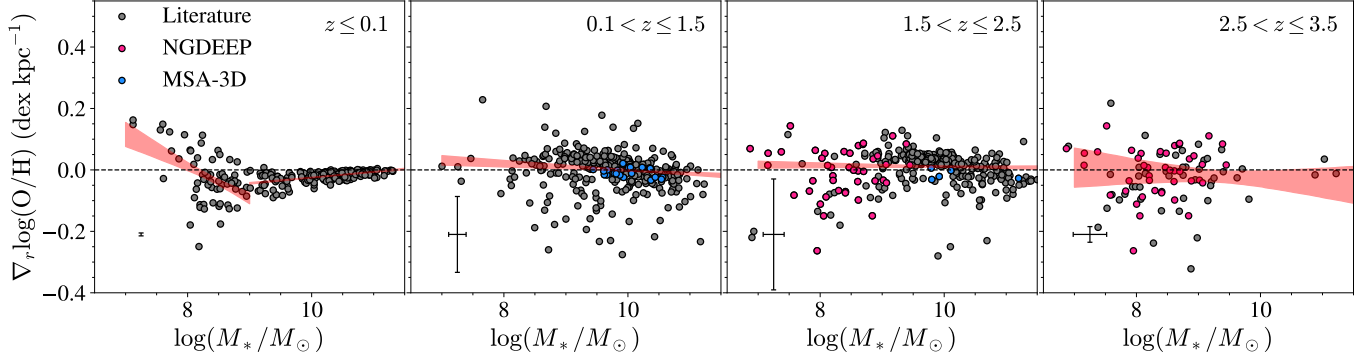 Literature
NGDEEP
MSA-3D
z ≤ 0.1
0.1 < z ≤ 1.5
1.5 < z ≤ 2.5
2.5 < z ≤ 3.5
∇r log(O/H) (dex kpc⁻¹)
0.4
0.2
0.0
−0.2
−0.4
8 10
8 10
8 10
8 10
log(M*/M⊙)
log(M*/M⊙)
log(M*/M⊙)
log(M*/M⊙)